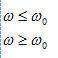 ω ≤ ω₀
ω ≥ ω₀